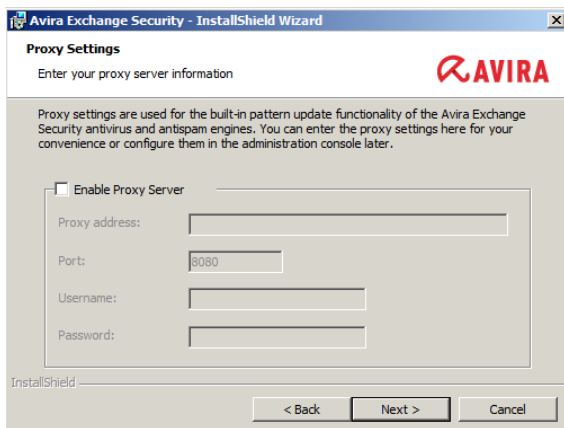 Avira Exchange Security - InstallShield Wizard
Proxy Settings
Enter your proxy server information
AVIRA
Proxy settings are used for the built-in pattern update functionality of the Avira Exchange
Security antivirus and antispam engines. You can enter the proxy settings here for your
convenience or configure them in the administration console later.
Enable Proxy Server
Proxy address:
Port:
8080
Username:
Password:
InstallShield
< Back
Next >
Cancel